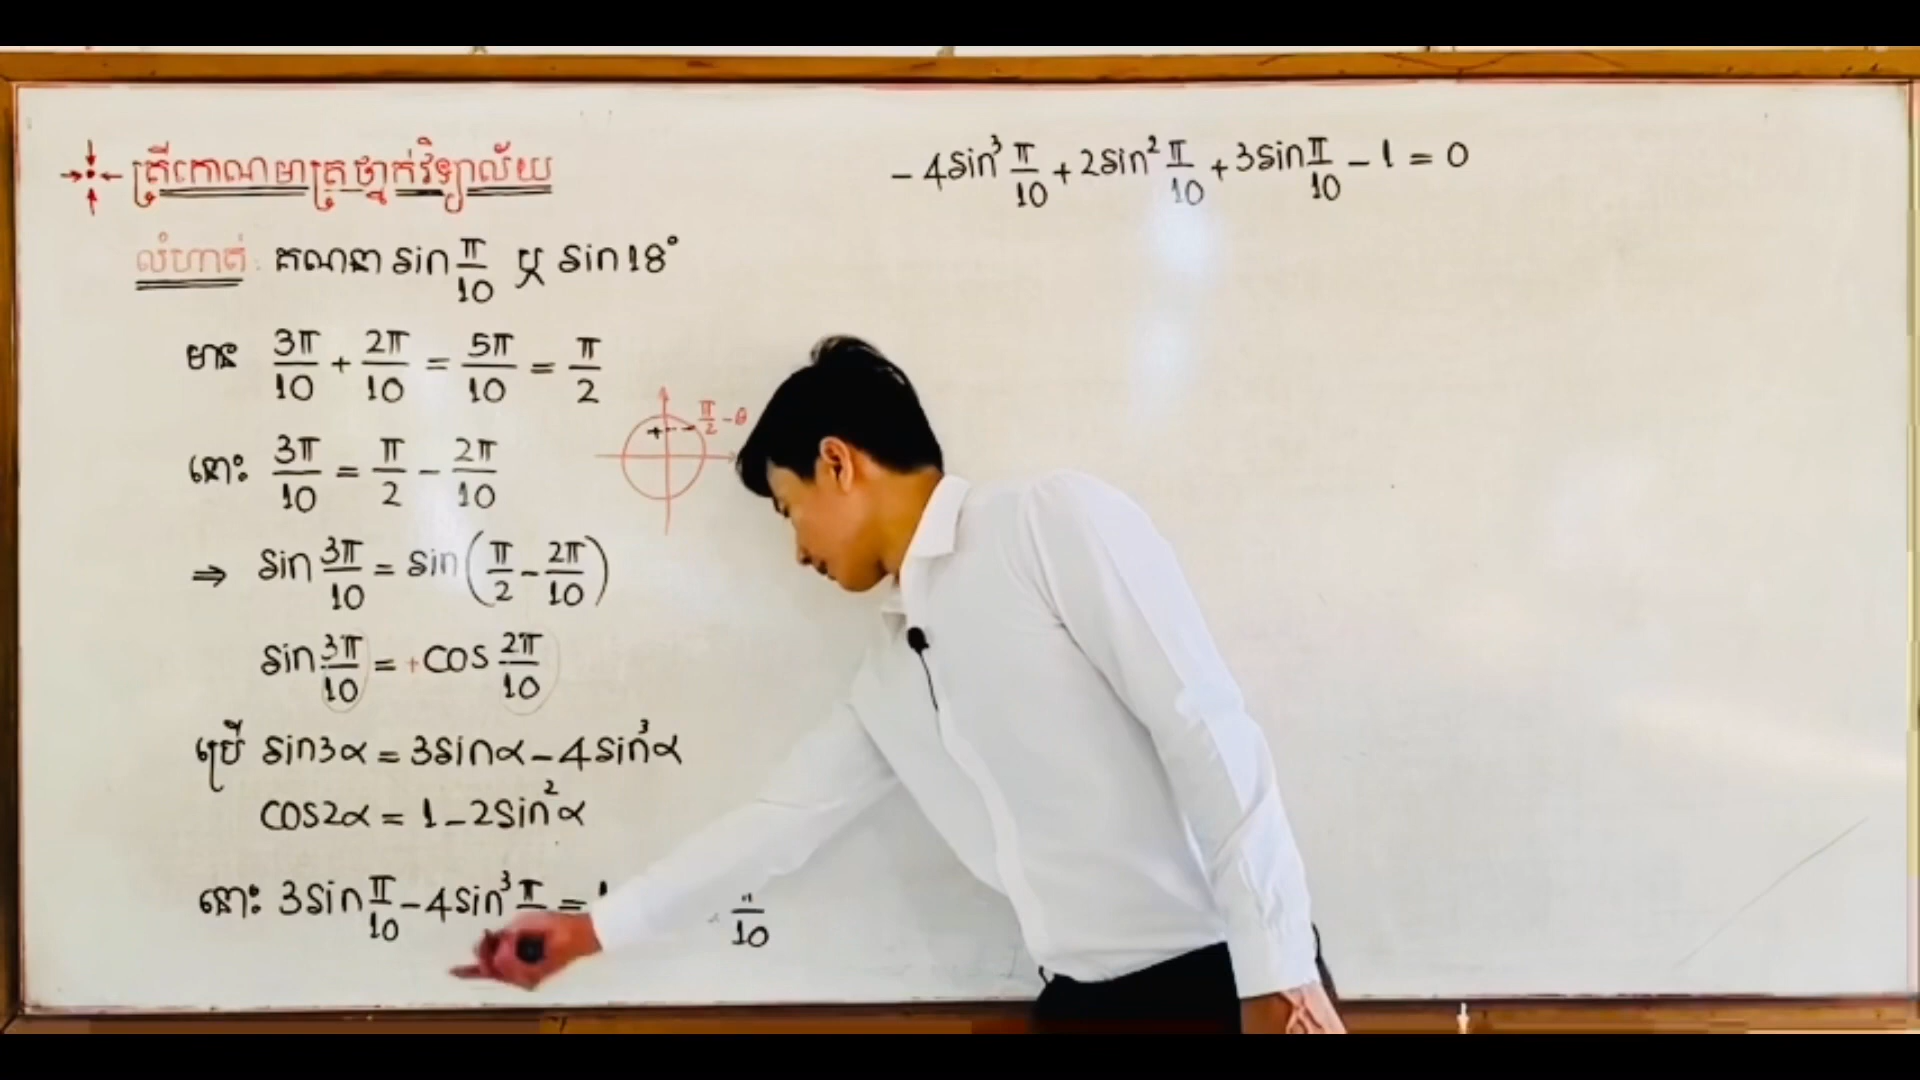 ត្រីកោណមាត្រថ្នាក់វិទ្យាល័យ
លំហាត់ : គណនា sin π/10 ឬ sin 18°
មាន 3π/10 + 2π/10 = 5π/10 = π/2
នោះ 3π/10 = π/2 - 2π/10
π/2 - θ
+
⇒ sin 3π/10 = sin(π/2 - 2π/10)
sin 3π/10 = +cos 2π/10
ប្រើ sin3α = 3sinα - 4sin³α
cos2α = 1 - 2sin²α
នោះ 3sin π/10 - 4sin³ π = 10
- 4sin³ π/10 + 2sin² π/10 + 3sin π/10 - 1 = 0